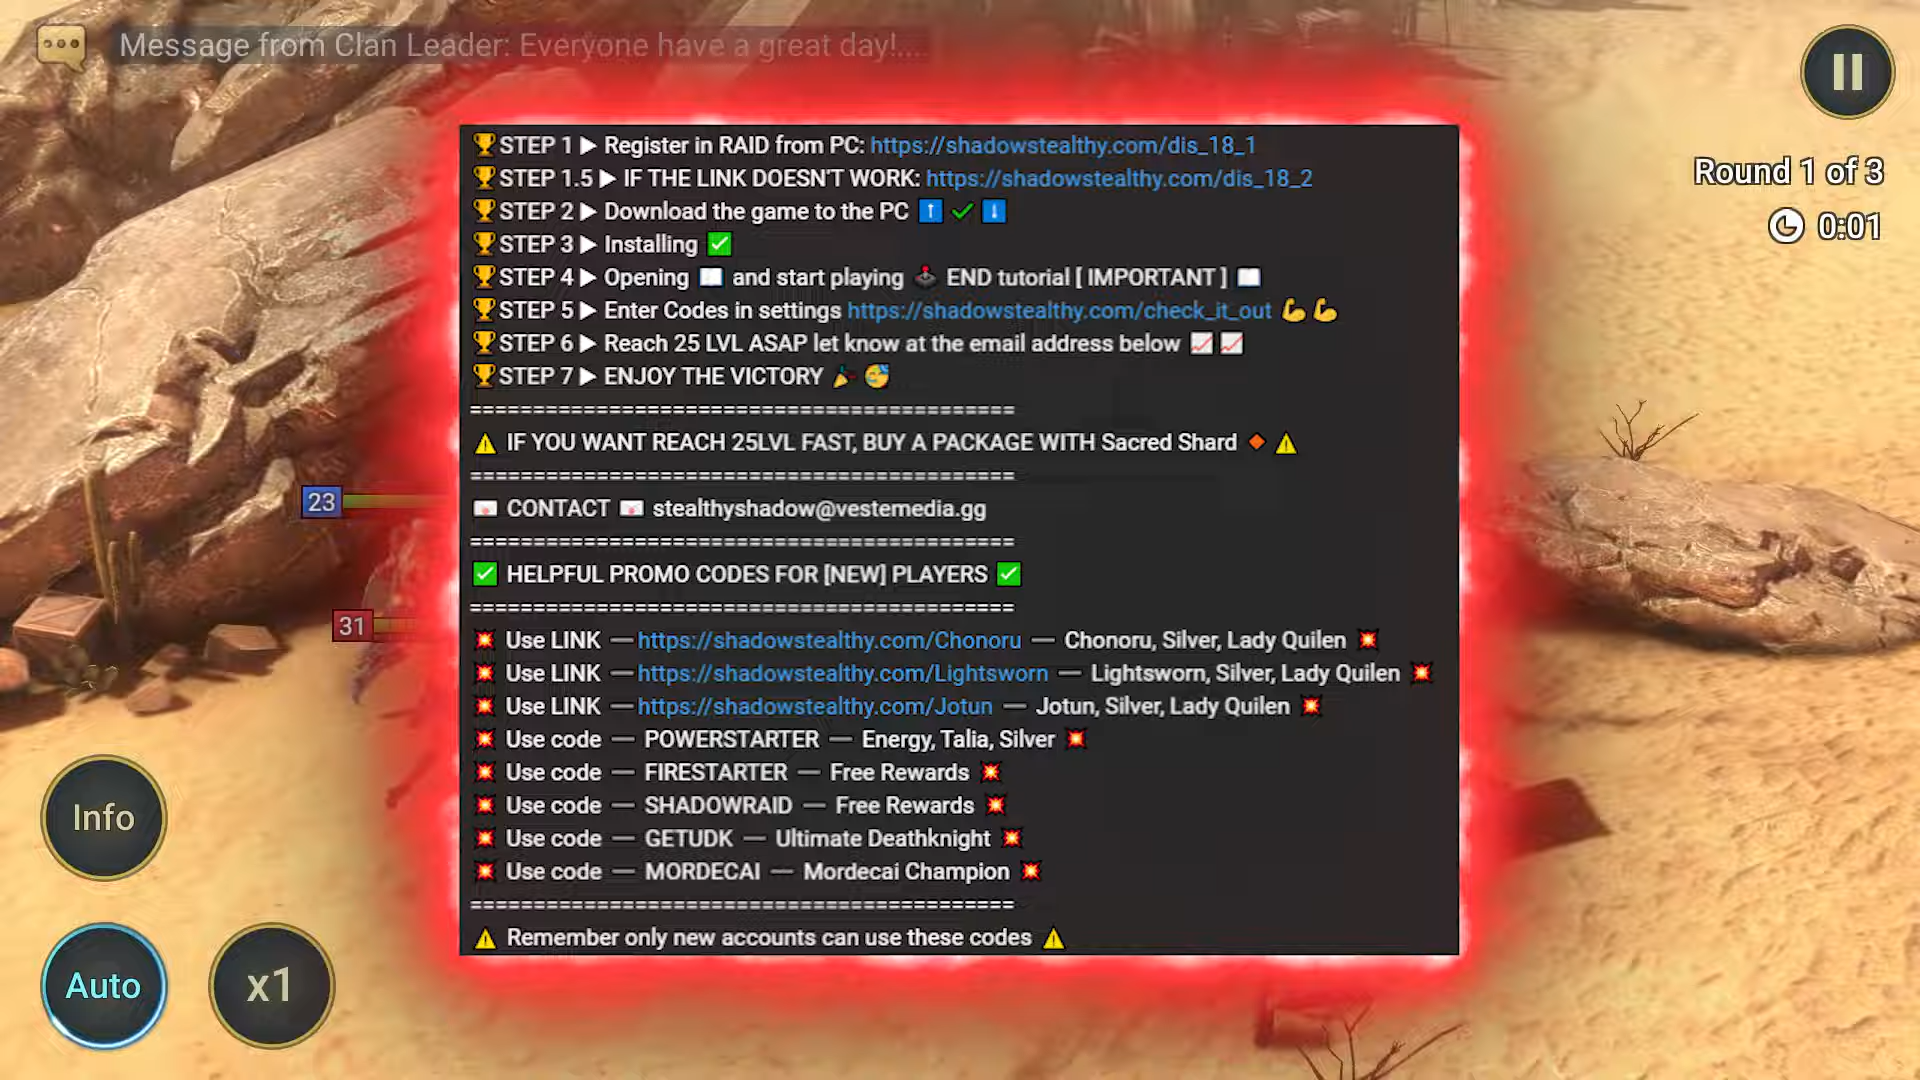 Message from Clan Leader: Everyone have a great day!....
Round 1 of 3
0:01
🏆STEP 1▶ Register in RAID from PC: https://shadowstealthy.com/dis_18_1
🏆STEP 1.5▶ IF THE LINK DOESN'T WORK: https://shadowstealthy.com/dis_18_2
🏆STEP 2▶ Download the game to the PC ⬆ ✔ ⬇
🏆STEP 3▶ Installing ✅
🏆STEP 4▶ Opening 📖 and start playing 🕹 END tutorial [ IMPORTANT ] 📖
🏆STEP 5▶ Enter Codes in settings https://shadowstealthy.com/check_it_out 💪 💪
🏆STEP 6▶ Reach 25 LVL ASAP let know at the email address below 📈 📈
🏆STEP 7▶ ENJOY THE VICTORY 🎉 🥳
===========================================
⚠ IF YOU WANT REACH 25LVL FAST, BUY A PACKAGE WITH Sacred Shard 🔸 ⚠
===========================================
💌 CONTACT 💌 stealthyshadow@vestemedia.gg
===========================================
✅ HELPFUL PROMO CODES FOR [NEW] PLAYERS ✅
===========================================
💥 Use LINK —https://shadowstealthy.com/Chonoru — Chonoru, Silver, Lady Quilen 💥
💥 Use LINK —https://shadowstealthy.com/Lightsworn — Lightsworn, Silver, Lady Quilen 💥
💥 Use LINK —https://shadowstealthy.com/Jotun — Jotun, Silver, Lady Quilen 💥
💥 Use code — POWERSTARTER — Energy, Talia, Silver 💥
💥 Use code — FIRESTARTER — Free Rewards 💥
💥 Use code — SHADOWRAID — Free Rewards 💥
💥 Use code — GETUDK — Ultimate Deathknight 💥
💥 Use code — MORDECAI — Mordecai Champion 💥
===========================================
⚠ Remember only new accounts can use these codes ⚠
23
31
Info
Auto
x1